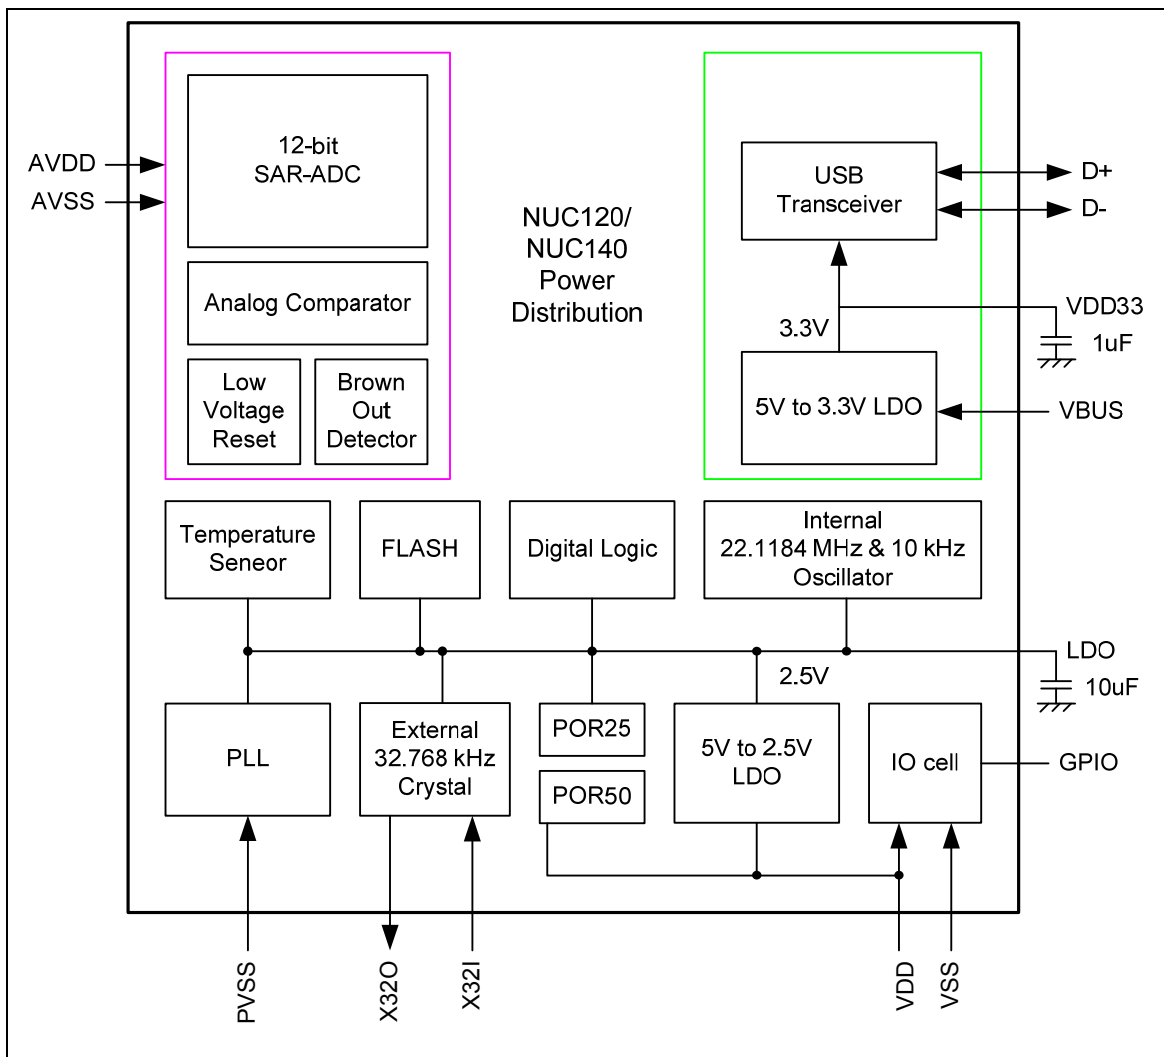 12-bit
SAR-ADC
AVDD
AVSS
Analog Comparator
Low
Voltage
Reset
Brown
Out
Detector
NUC120/
NUC140
Power
Distribution
USB
Transceiver
D+
D-
3.3V
VDD33
1uF
5V to 3.3V LDO
VBUS
Temperature
Seneor
FLASH
Digital Logic
Internal
22.1184 MHz & 10 kHz
Oscillator
LDO
2.5V
10uF
PLL
External
32.768 kHz
Crystal
POR25
POR50
5V to 2.5V
LDO
IO cell
GPIO
PVSS
X32O
X32I
VDD
VSS